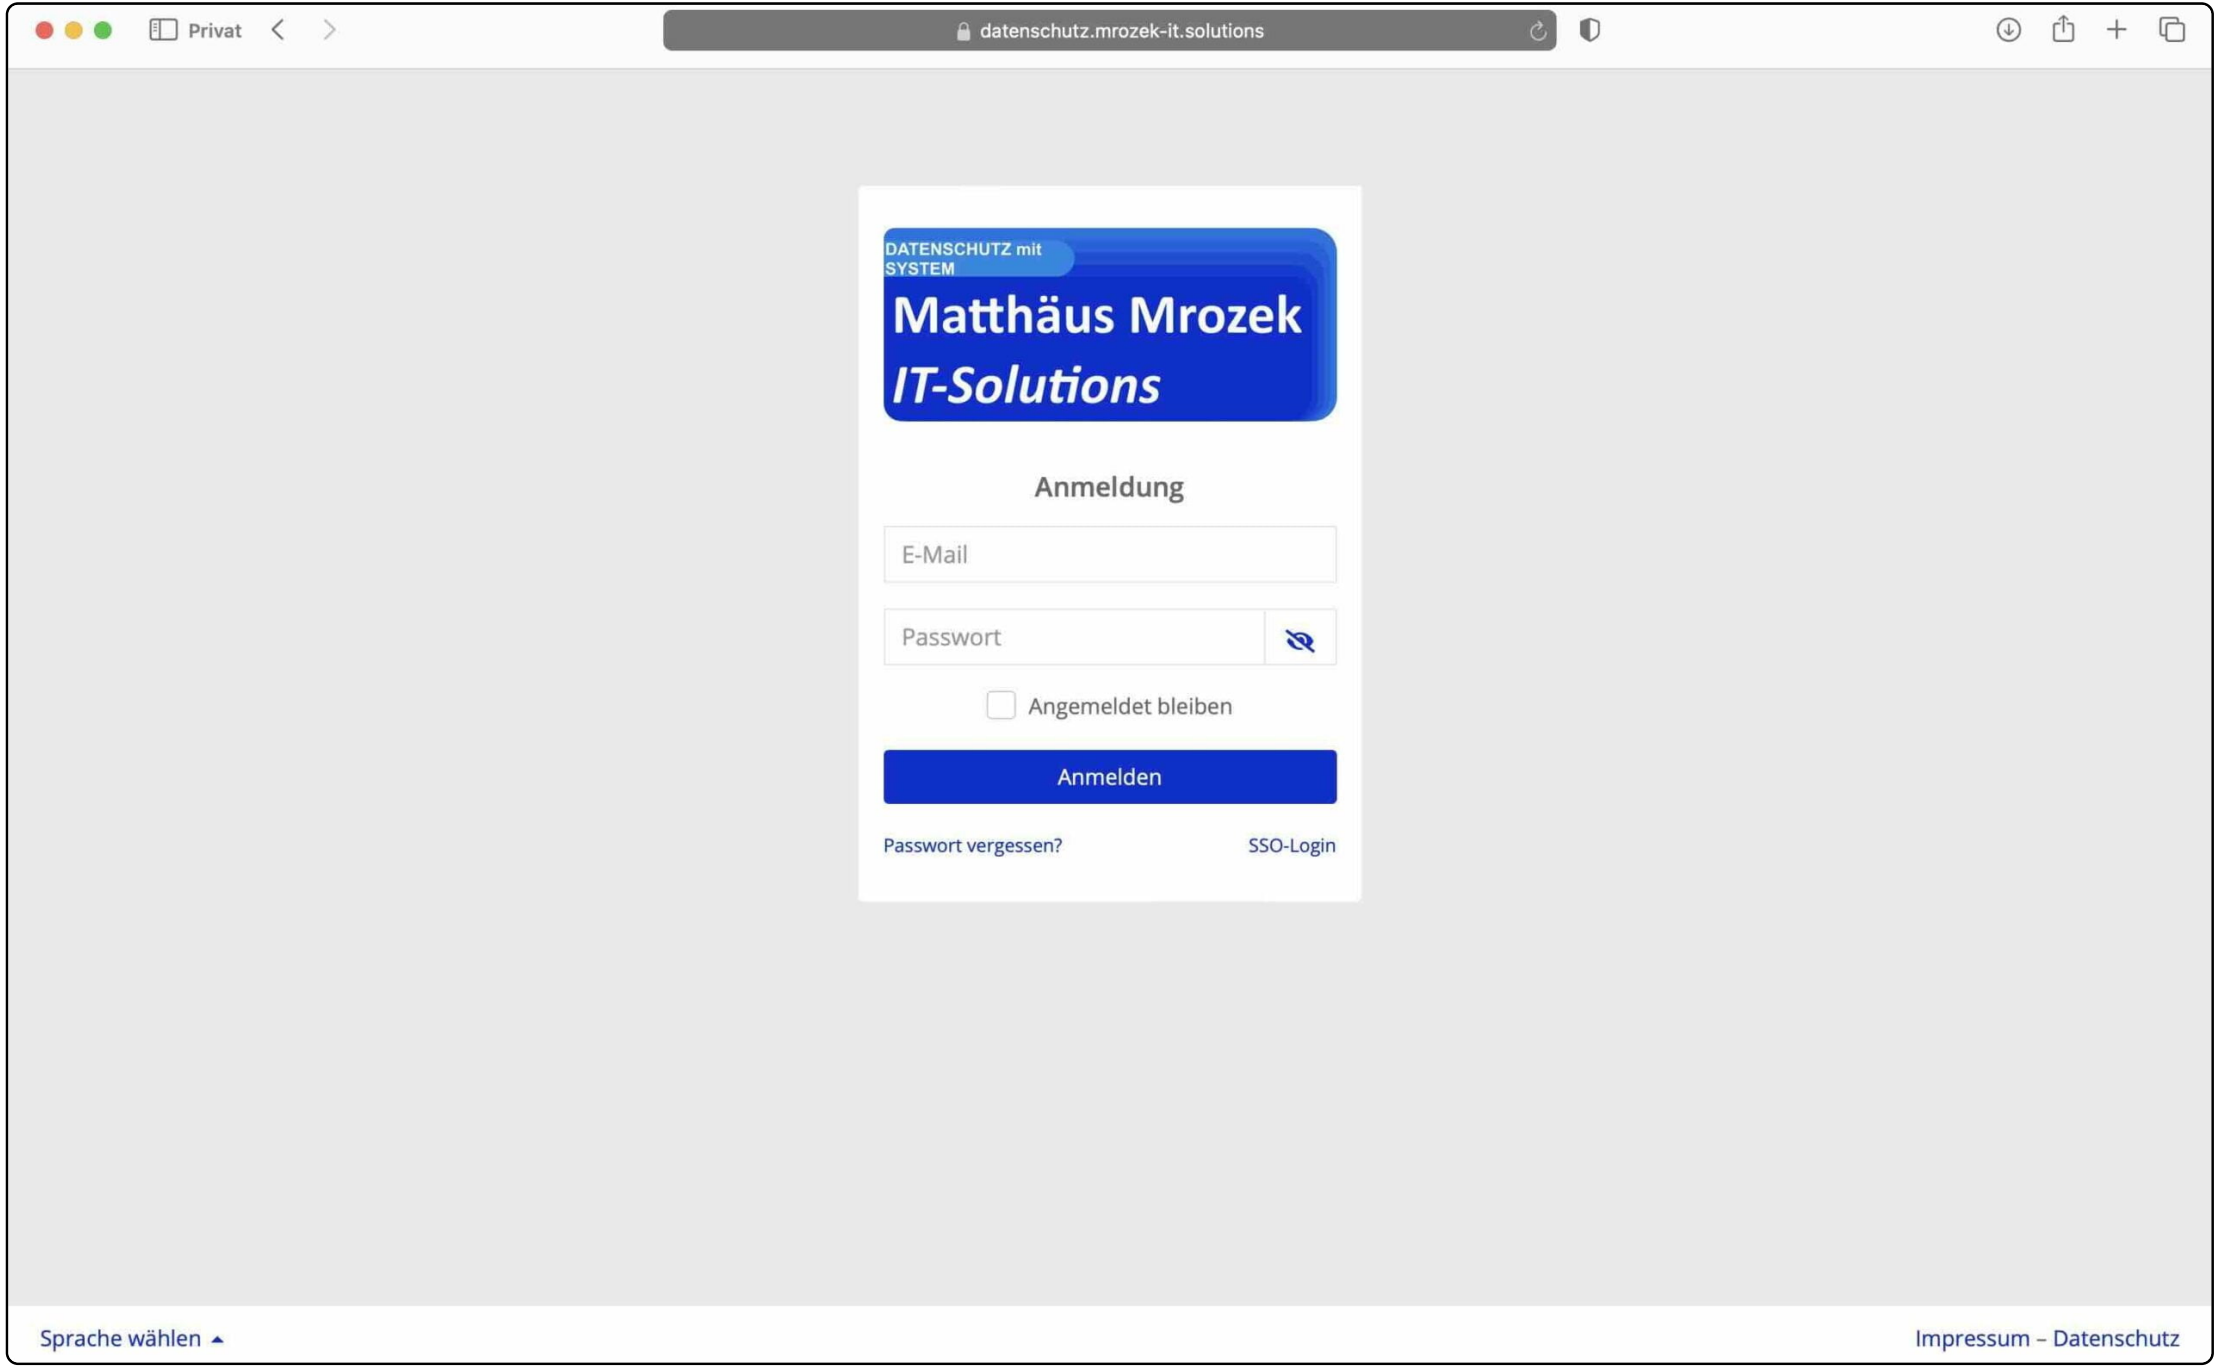 Privat
datenschutz.mrozek-it.solutions
DATENSCHUTZ mit
SYSTEM
Matthäus Mrozek
IT-Solutions
Anmeldung
E-Mail
Passwort
Angemeldet bleiben
Anmelden
Passwort vergessen? SSO-Login
Sprache wählen Impressum – Datenschutz